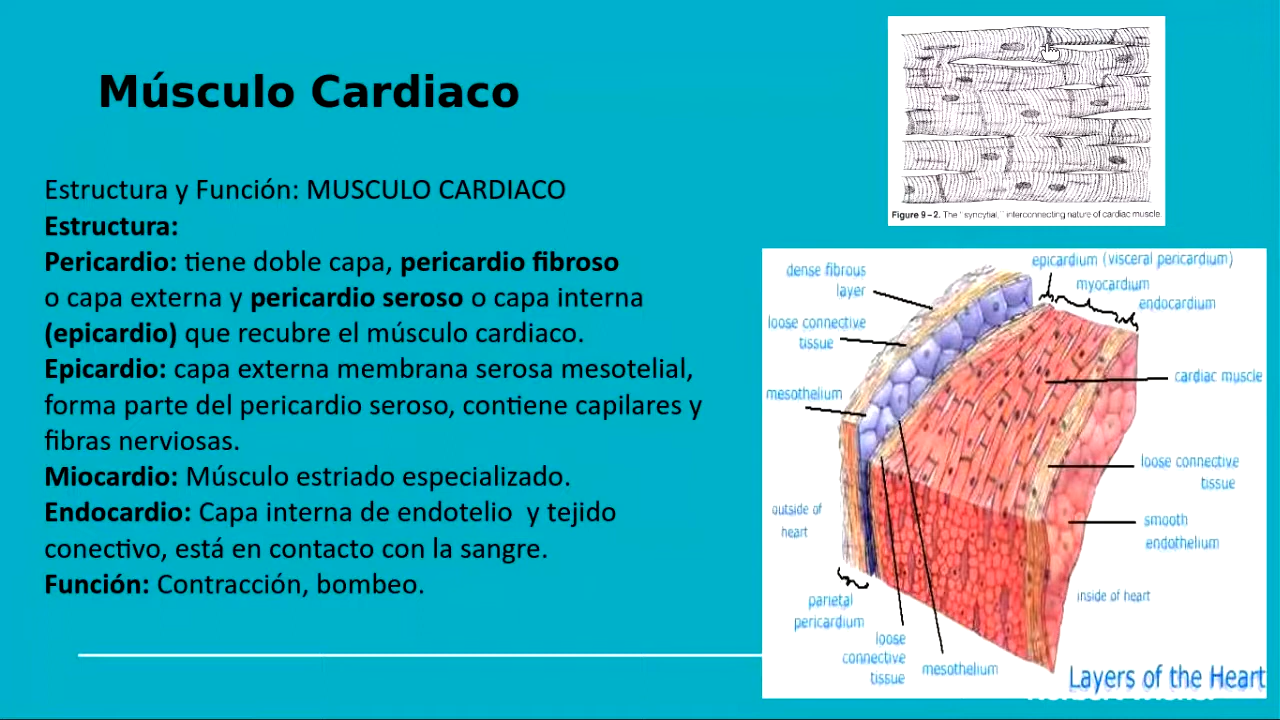 Músculo Cardiaco
Estructura y Función: MUSCULO CARDIACO
Estructura:
Pericardio: tiene doble capa, pericardio fibroso
o capa externa y pericardio seroso o capa interna
(epicardio) que recubre el músculo cardiaco.
Epicardio: capa externa membrana serosa mesotelial,
forma parte del pericardio seroso, contiene capilares y
fibras nerviosas.
Miocardio: Músculo estriado especializado.
Endocardio: Capa interna de endotelio y tejido
conectivo, está en contacto con la sangre.
Función: Contracción, bombeo.
Figure 9-2. The "syncytial," interconnecting nature of cardiac muscle.
epicardium (visceral pericardium)
myocardium
endocardium
dense fibrous
layer
loose connective
tissue
mesothelium
cardiac muscle
loose connective
tissue
smooth
endothelium
outside of
heart
inside of heart
parietal
pericardium
loose
connective
tissue
mesothelium
Layers of the Heart